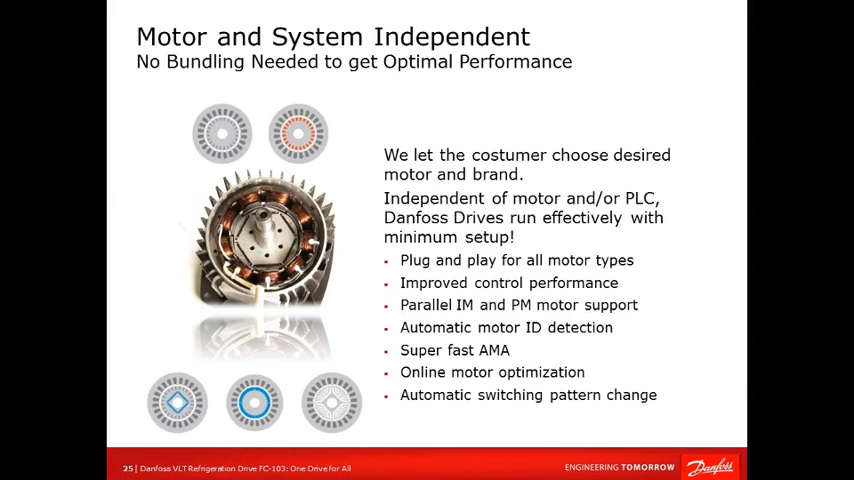 Motor and System Independent
No Bundling Needed to get Optimal Performance
We let the costumer choose desired
motor and brand.
Independent of motor and/or PLC,
Danfoss Drives run effectively with
minimum setup!
Plug and play for all motor types
Improved control performance
Parallel IM and PM motor support
Automatic motor ID detection
Super fast AMA
Online motor optimization
Automatic switching pattern change
25 | Danfoss VLT Refrigeration Drive FC-103: One Drive for All
ENGINEERING TOMORROW
Danfoss